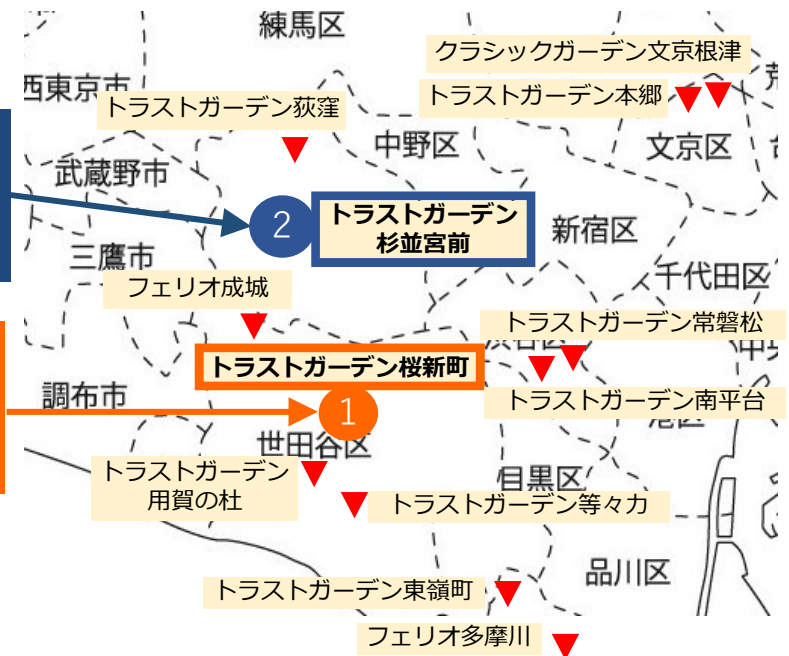 練馬区
クラシックガーデン文京根津
西東京市
トラストガーデン荻窪
トラストガーデン本郷
中野区
文京区
武蔵野市
2
トラストガーデン
杉並宮前
新宿区
三鷹市
千代田区
フェリオ成城
トラストガーデン常磐松
トラストガーデン桜新町
調布市
トラストガーデン南平台
1
世田谷区
トラストガーデン
用賀の杜
目黒区
トラストガーデン等々力
品川区
トラストガーデン東嶺町
フェリオ多摩川